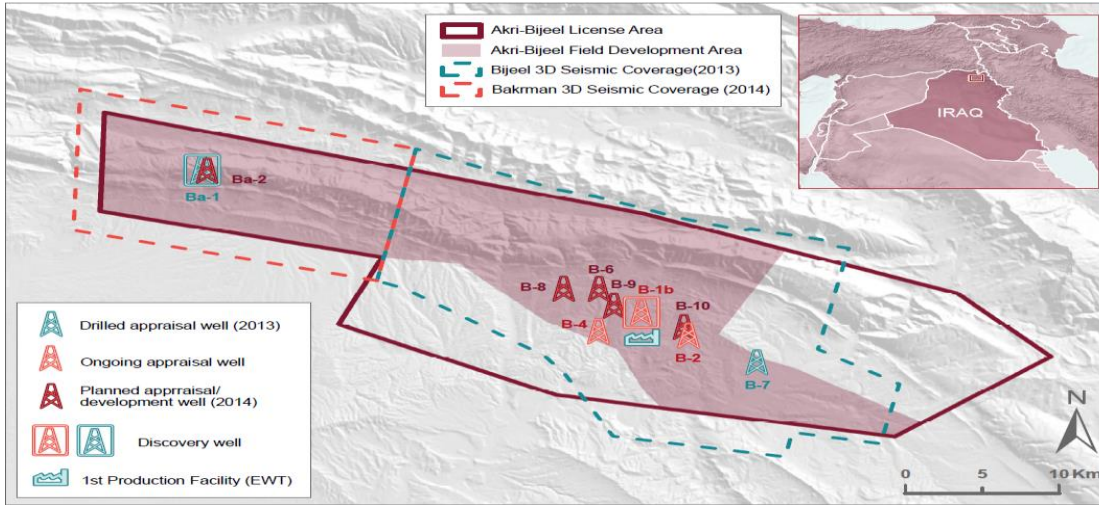 Akri-Bijeel License Area
Akri-Bijeel Field Development Area
Bijeel 3D Seismic Coverage(2013)
Bakrman 3D Seismic Coverage (2014)
IRAQ
Ba-2
Ba-1
B-6
B-8
B-9
B-1b
B-10
B-4
B-2
B-7
Drilled appraisal well (2013)
Ongoing appraisal well
Planned apprraisal/
development well (2014)
Discovery well
1st Production Facility (EWT)
N
0 5 10 Km